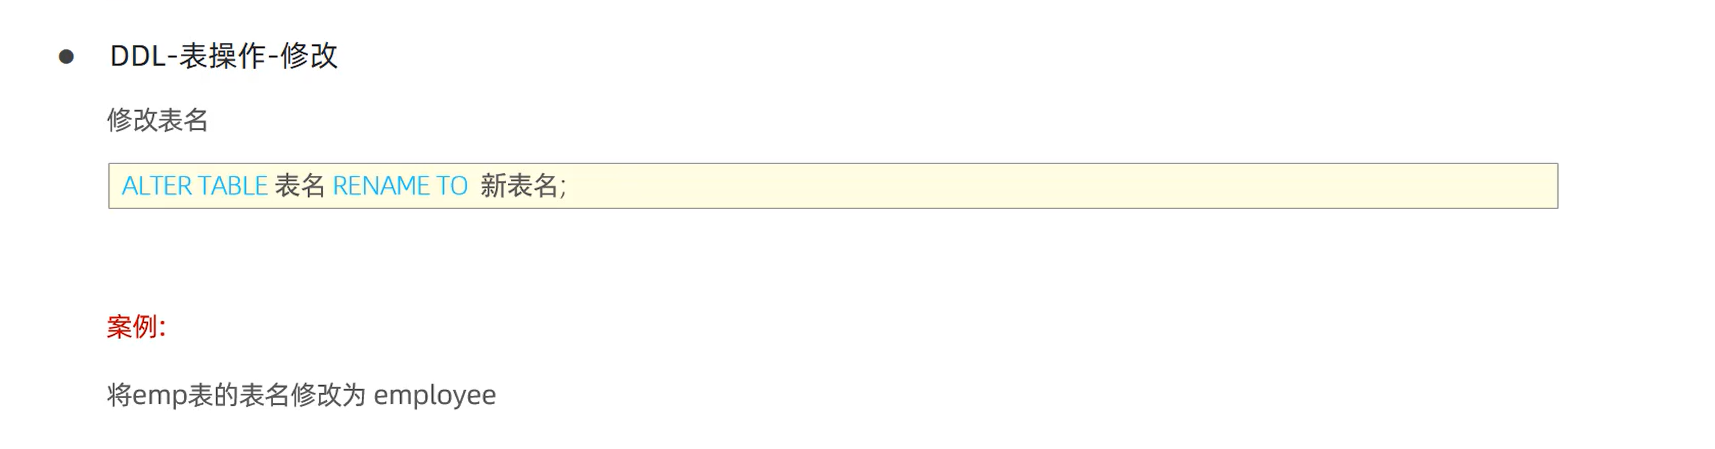 ● DDL-表操作-修改
修改表名
ALTER TABLE 表名 RENAME TO 新表名;
案例:
将emp表的表名修改为 employee